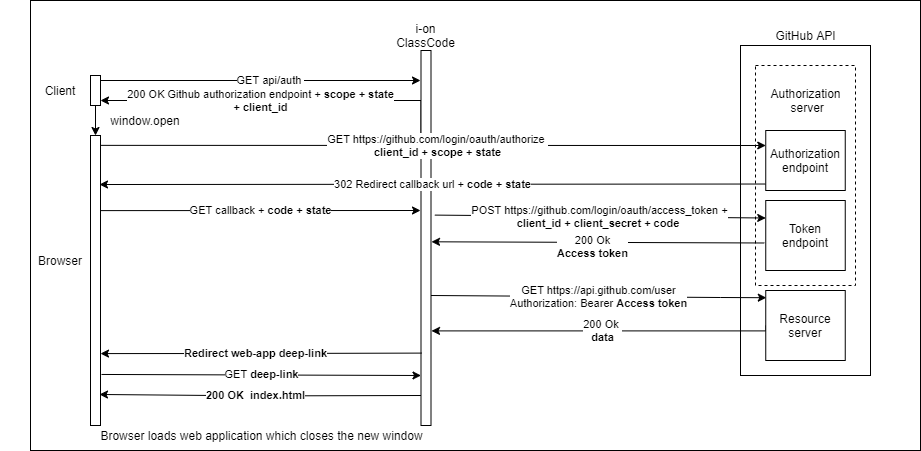 i-on
ClassCode
GitHub API
Client
GET api/auth
200 OK Github authorization endpoint + scope + state
+ client_id
window.open
Authorization
server
GET https://github.com/login/oauth/authorize
client_id + scope + state
Authorization
endpoint
302 Redirect callback url + code + state
GET callback + code + state
POST https://github.com/login/oauth/access_token +
client_id + client_secret + code
Token
endpoint
200 Ok
Access token
Browser
GET https://api.github.com/user
Authorization: Bearer Access token
Resource
server
200 Ok
data
Redirect web-app deep-link
GET deep-link
200 OK index.html
Browser loads web application which closes the new window